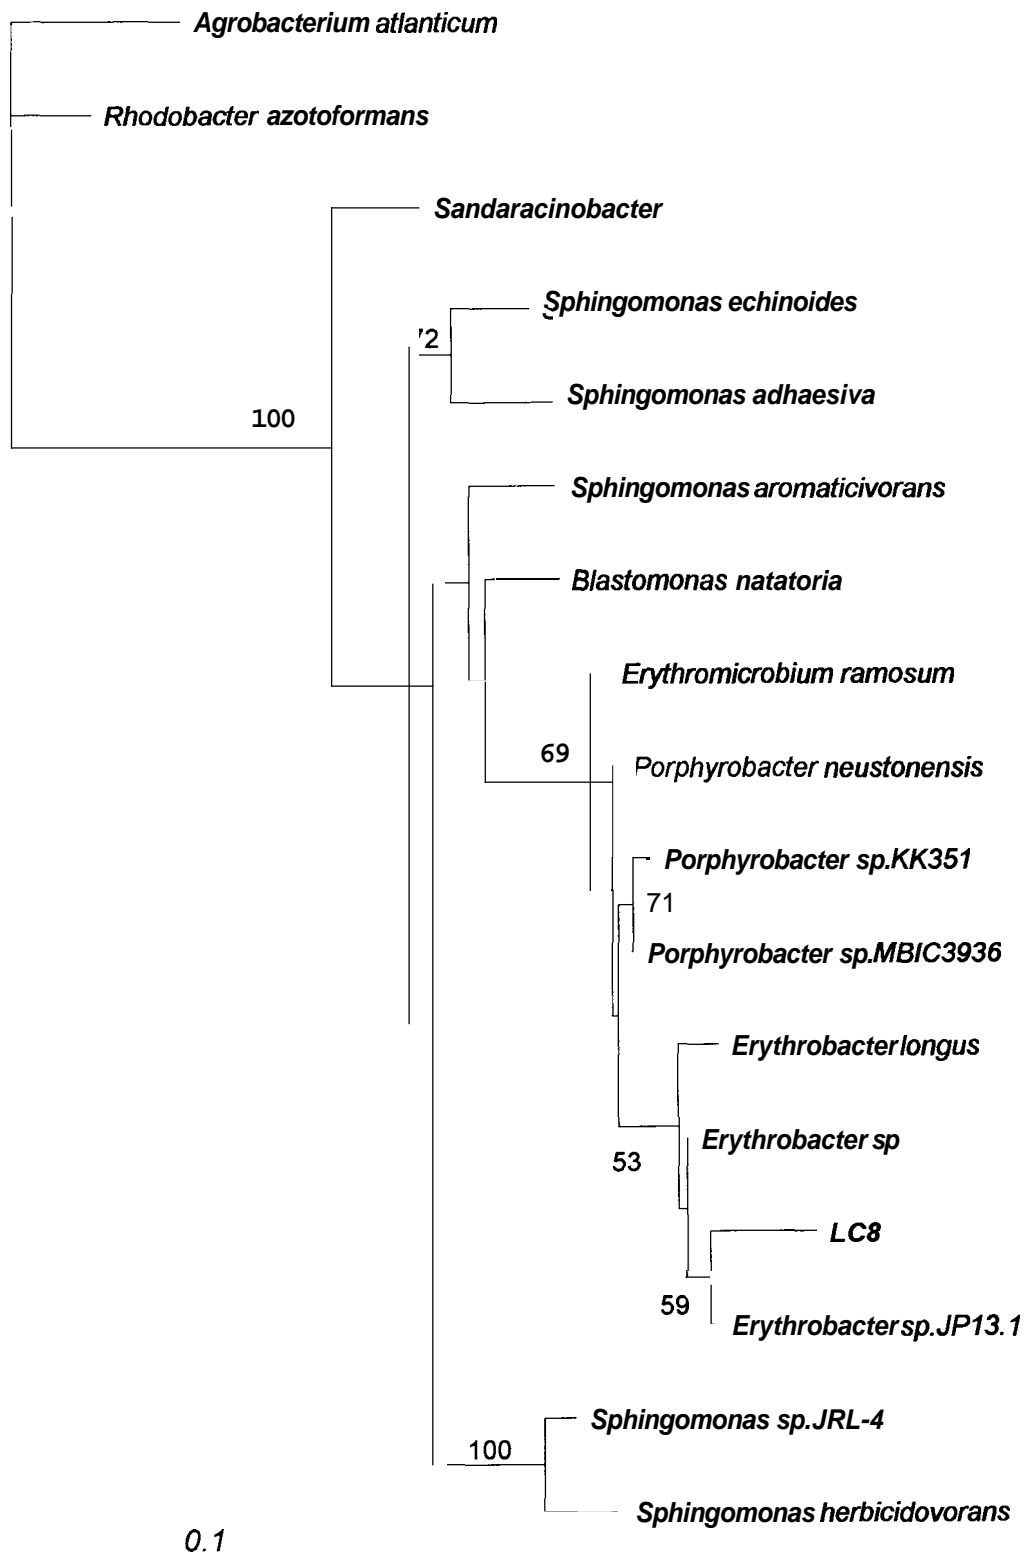 Agrobacterium atlanticum
Rhodobacter azotoformans
Sandaracinobacter
Sphingomonas echinoides
72
Sphingomonas adhaesiva
100
Sphingomonas aromaticivorans
Blastomonas natatoria
Erythromicrobium ramosum
69
Porphyrobacter neustonensis
Porphyrobacter sp.KK351
71
Porphyrobacter sp.MBIC3936
Erythrobacter longus
Erythrobacter sp
53
LC8
59
Erythrobacter sp.JP13.1
Sphingomonas sp.JRL-4
100
Sphingomonas herbicidovorans
0.1